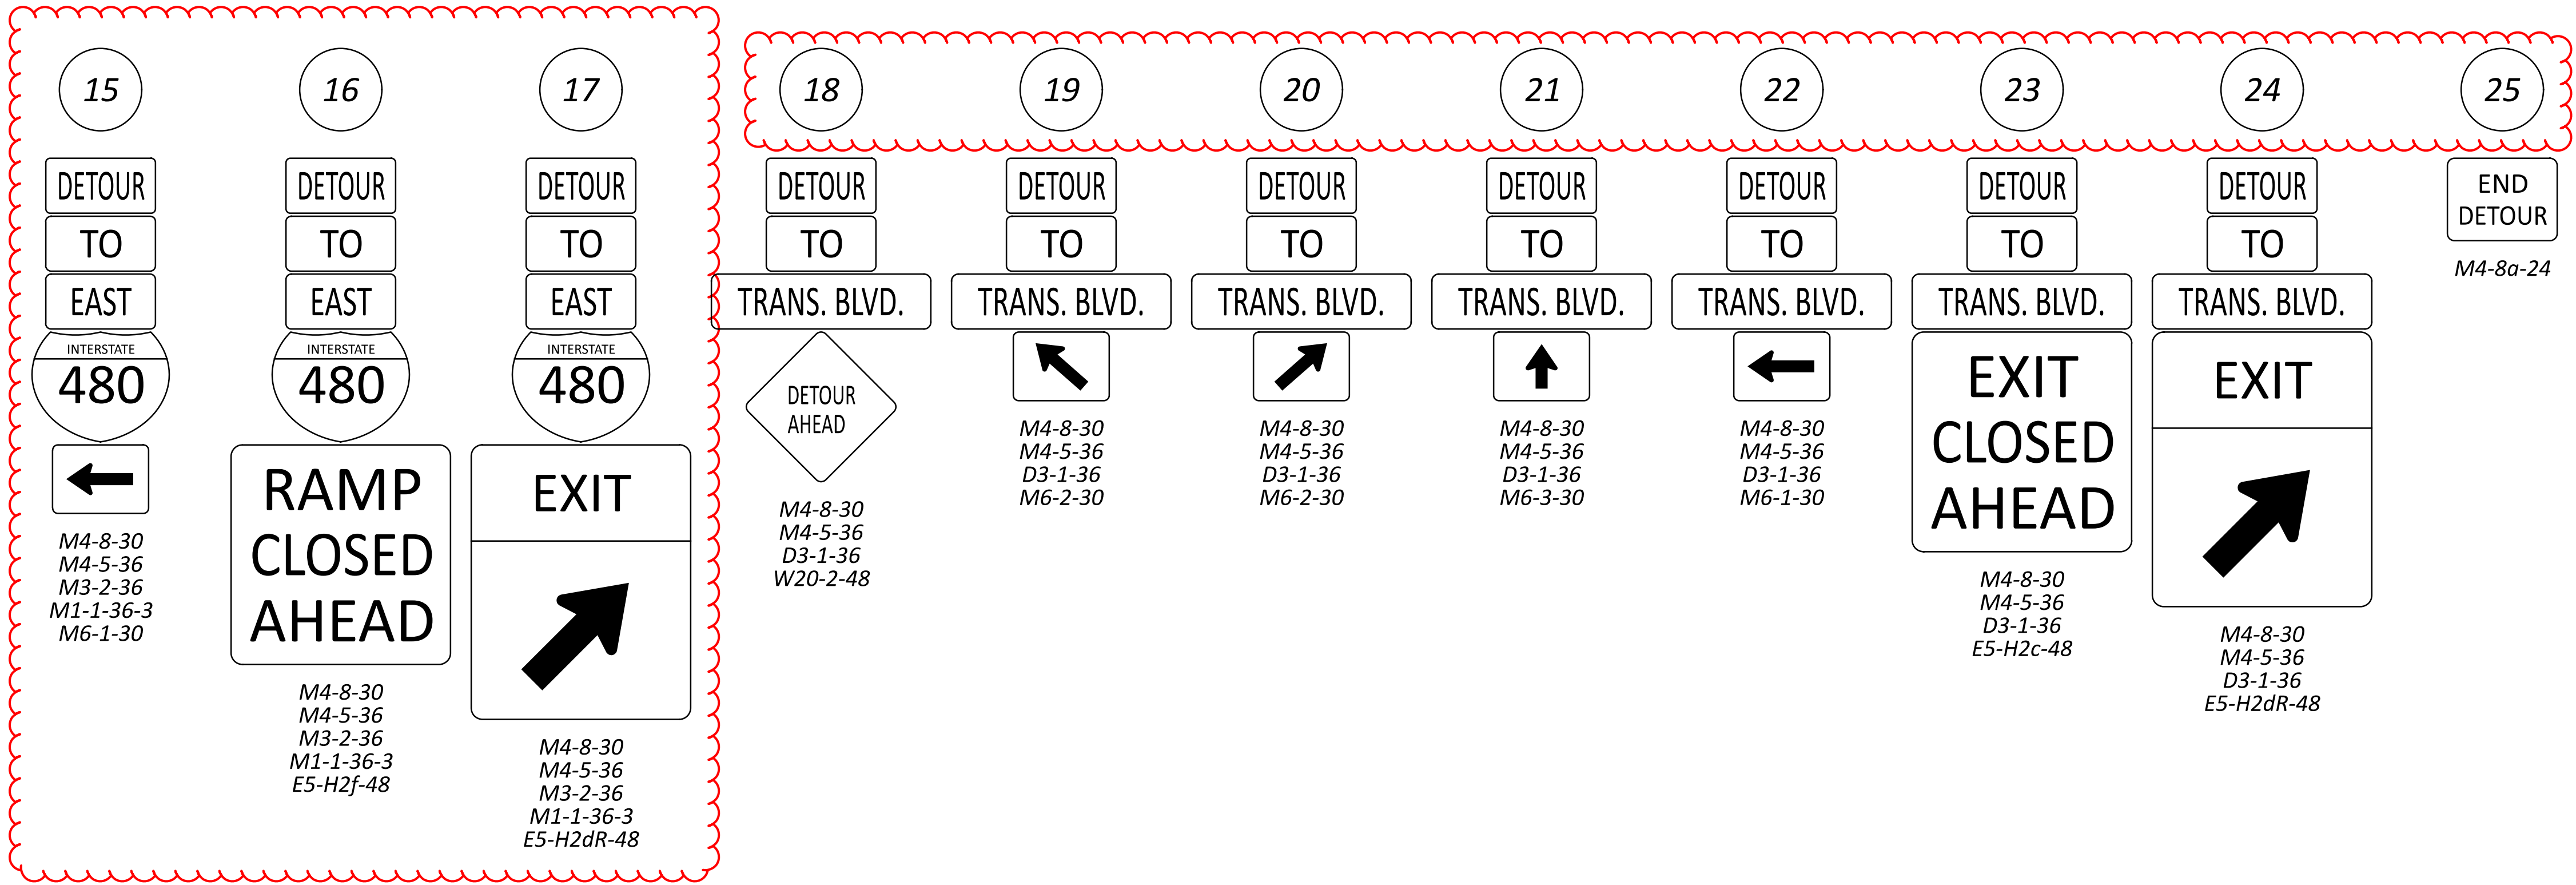 15
DETOUR
TO
EAST
INTERSTATE
480
M4-8-30
M4-5-36
M3-2-36
M1-1-36-3
M6-1-30
16
DETOUR
TO
EAST
INTERSTATE
480
RAMP
CLOSED
AHEAD
M4-8-30
M4-5-36
M3-2-36
M1-1-36-3
E5-H2f-48
17
DETOUR
TO
EAST
INTERSTATE
480
EXIT
M4-8-30
M4-5-36
M3-2-36
M1-1-36-3
E5-H2dR-48
18
DETOUR
TO
TRANS. BLVD.
DETOUR
AHEAD
M4-8-30
M4-5-36
D3-1-36
W20-2-48
19
DETOUR
TO
TRANS. BLVD.
M4-8-30
M4-5-36
D3-1-36
M6-2-30
20
DETOUR
TO
TRANS. BLVD.
M4-8-30
M4-5-36
D3-1-36
M6-2-30
21
DETOUR
TO
TRANS. BLVD.
M4-8-30
M4-5-36
D3-1-36
M6-3-30
22
DETOUR
TO
TRANS. BLVD.
M4-8-30
M4-5-36
D3-1-36
M6-1-30
23
DETOUR
TO
TRANS. BLVD.
EXIT
CLOSED
AHEAD
M4-8-30
M4-5-36
D3-1-36
E5-H2c-48
24
DETOUR
TO
TRANS. BLVD.
EXIT
M4-8-30
M4-5-36
D3-1-36
E5-H2dR-48
25
END
DETOUR
M4-8a-24